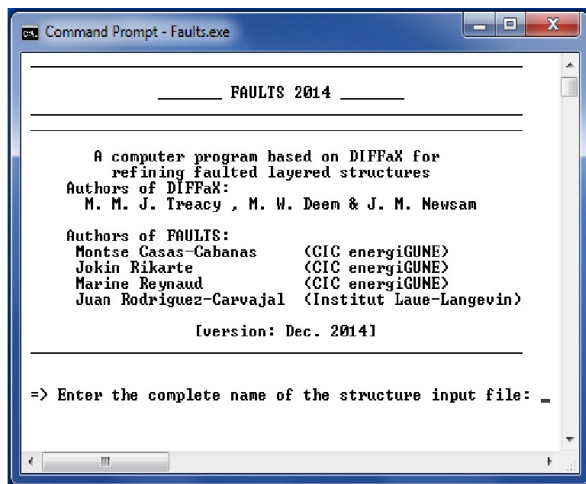 Command Prompt - Faults.exe
FAULTS 2014
A computer program based on DIFFaX for
refining faulted layered structures
Authors of DIFFaX:
M. M. J. Treacy , M. W. Deem & J. M. Newsam
Authors of FAULTS:
Montse Casas-Cabanas (CIC energiGUNE)
Jokin Rikarte (CIC energiGUNE)
Marine Reynaud (CIC energiGUNE)
Juan Rodriguez-Carvajal (Institut Laue-Langevin)
[version: Dec. 2014]
=> Enter the complete name of the structure input file: _